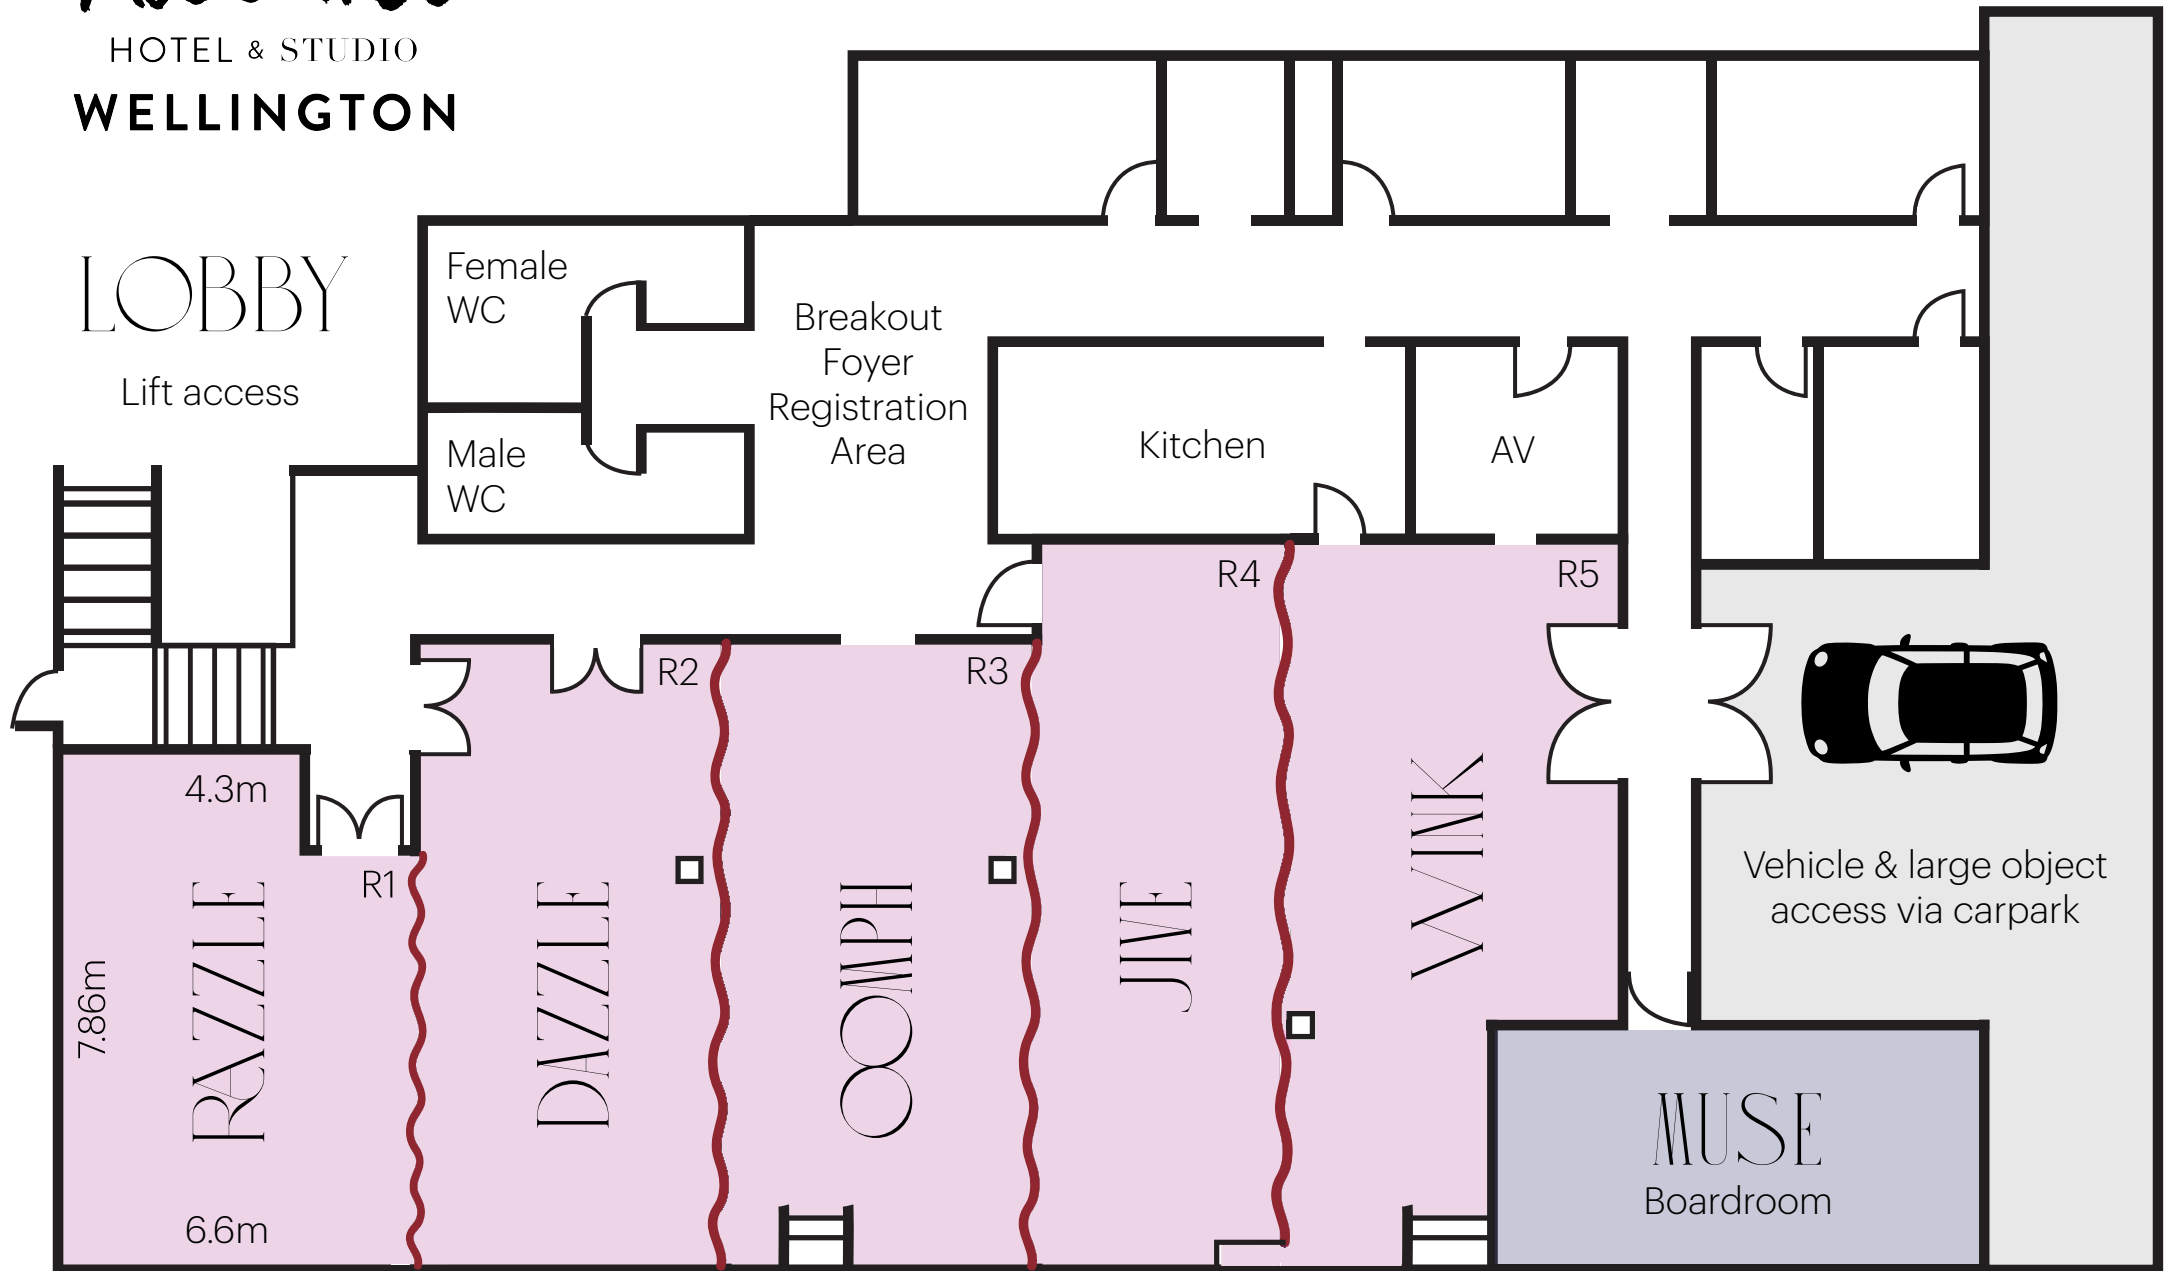 HOTEL & STUDIO
WELLINGTON
LOBBY
Lift access
Female
WC
Male
WC
Breakout
Foyer
Registration
Area
Kitchen
AV
R1
R2
R3
R4
R5
4.3m
7.86m
6.6m
RAZZLE
DAZZLE
OOMPH
JIVE
WINK
Vehicle & large object
access via carpark
MUSE
Boardroom